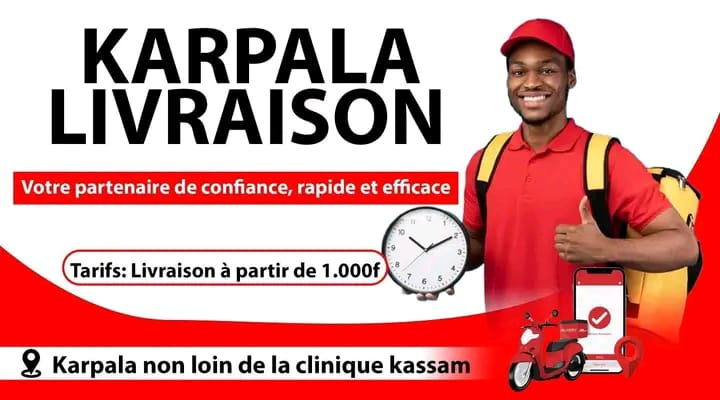 KARPALA
LIVRAISON
Votre partenaire de confiance, rapide et efficace
Tarifs: Livraison à partir de 1.000f
Karpala non loin de la clinique kassam